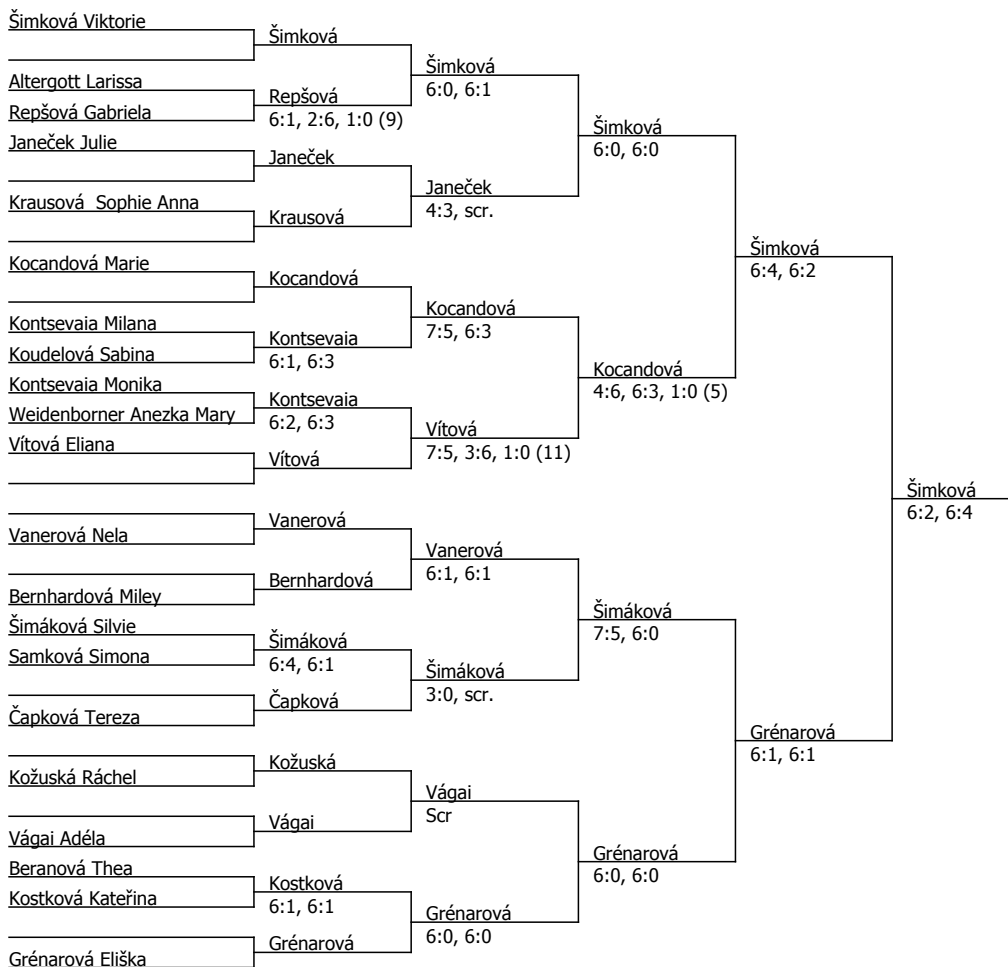 Šimková Viktorie
Altergott Larissa
Repšová Gabriela
Janeček Julie
Krausová  Sophie Anna
Kocandová Marie
Kontsevaia Milana
Koudelová Sabina
Kontsevaia Monika
Weidenborner Anezka Mary
Vítová Eliana
Vanerová Nela
Bernhardová Miley
Šimáková Silvie
Samková Simona
Čapková Tereza
Kožuská Ráchel
Vágai Adéla
Beranová Thea
Kostková Kateřina
Grénarová Eliška
Šimková
Repšová
6:1, 2:6, 1:0 (9)
Janeček
Krausová
Kocandová
Kontsevaia
6:1, 6:3
Kontsevaia
6:2, 6:3
Vítová
Vanerová
Bernhardová
Šimáková
6:4, 6:1
Čapková
Kožuská
Vágai
Kostková
6:1, 6:1
Grénarová
Šimková
6:0, 6:1
Janeček
4:3, scr.
Kocandová
7:5, 6:3
Vítová
7:5, 3:6, 1:0 (11)
Vanerová
6:1, 6:1
Šimáková
3:0, scr.
Vágai
Scr
Grénarová
6:0, 6:0
Šimková
6:0, 6:0
Kocandová
4:6, 6:3, 1:0 (5)
Šimáková
7:5, 6:0
Grénarová
6:0, 6:0
Šimková
6:4, 6:2
Grénarová
6:1, 6:1
Šimková
6:2, 6:4